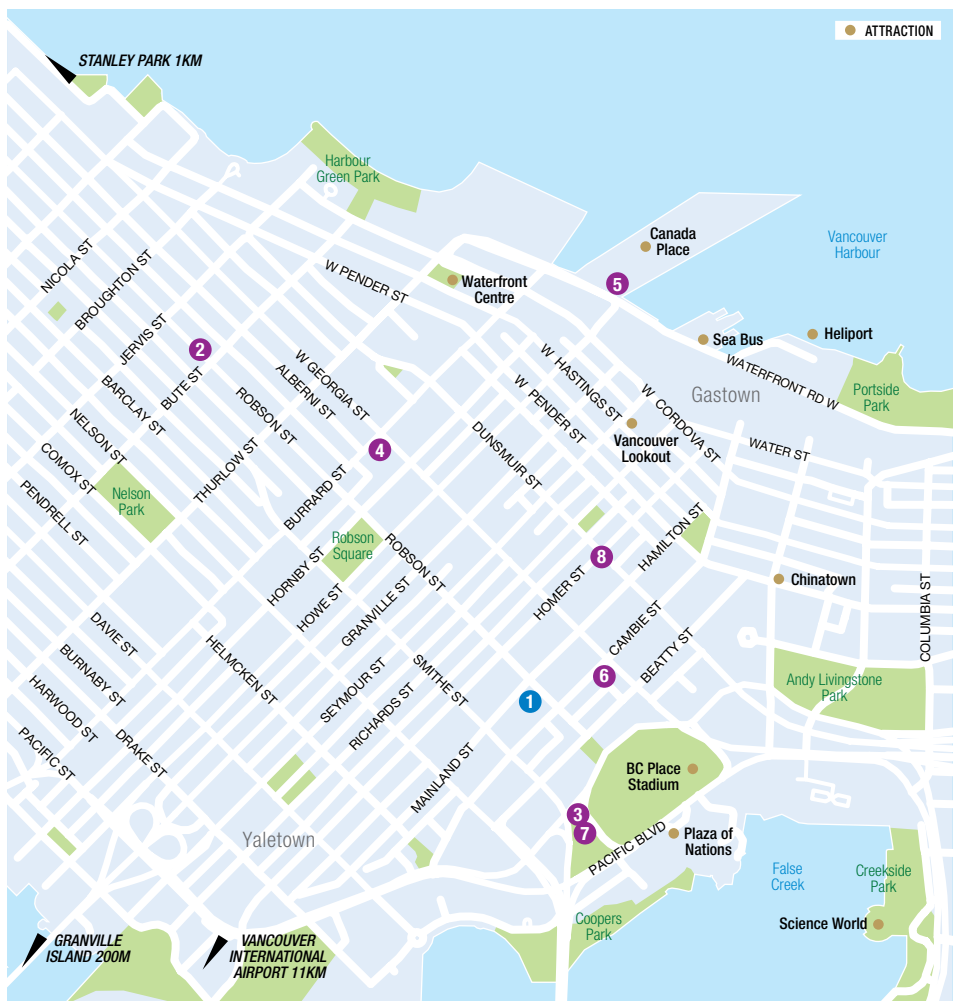 ATTRACTION
STANLEY PARK 1KM
Harbour
Green Park
Canada
Place
Vancouver
Harbour
NICOLA ST
BROUGHTON ST
W PENDER ST
Waterfront
Centre
5
Sea Bus
Heliport
JERVIS ST
2
BARCLAY ST
BUTE ST
W GEORGIA ST
ALBERNI ST
ROBSON ST
W HASTINGS ST
W PENDER ST
W CORDOVA ST
WATERFRONT RD W
Gastown
Portside
Park
NELSON ST
COMOX ST
PENDRELL ST
Nelson
Park
THURLOW ST
4
BURRARD ST
DUNSMUIR ST
Vancouver
Lookout
WATER ST
Robson
Square
ROBSON ST
HORNBY ST
HOWE ST
GRANVILLE ST
HAMILTON ST
8
HOMER ST
Chinatown
COLUMBIA ST
CAMBIE ST
BEATTY ST
DAVIE ST
BURNABY ST
HARWOOD ST
PACIFIC ST
DRAKE ST
HELMCKEN ST
SEYMOUR ST
RICHARDS ST
SMITHE ST
6
1
Andy Livingstone
Park
MAINLAND ST
BC Place
Stadium
3
7
PACIFIC BLVD
Plaza of
Nations
Yaletown
False
Creek
Creekside
Park
Coopers
Park
Science World
GRANVILLE
ISLAND 200M
VANCOUVER
INTERNATIONAL
AIRPORT 11KM